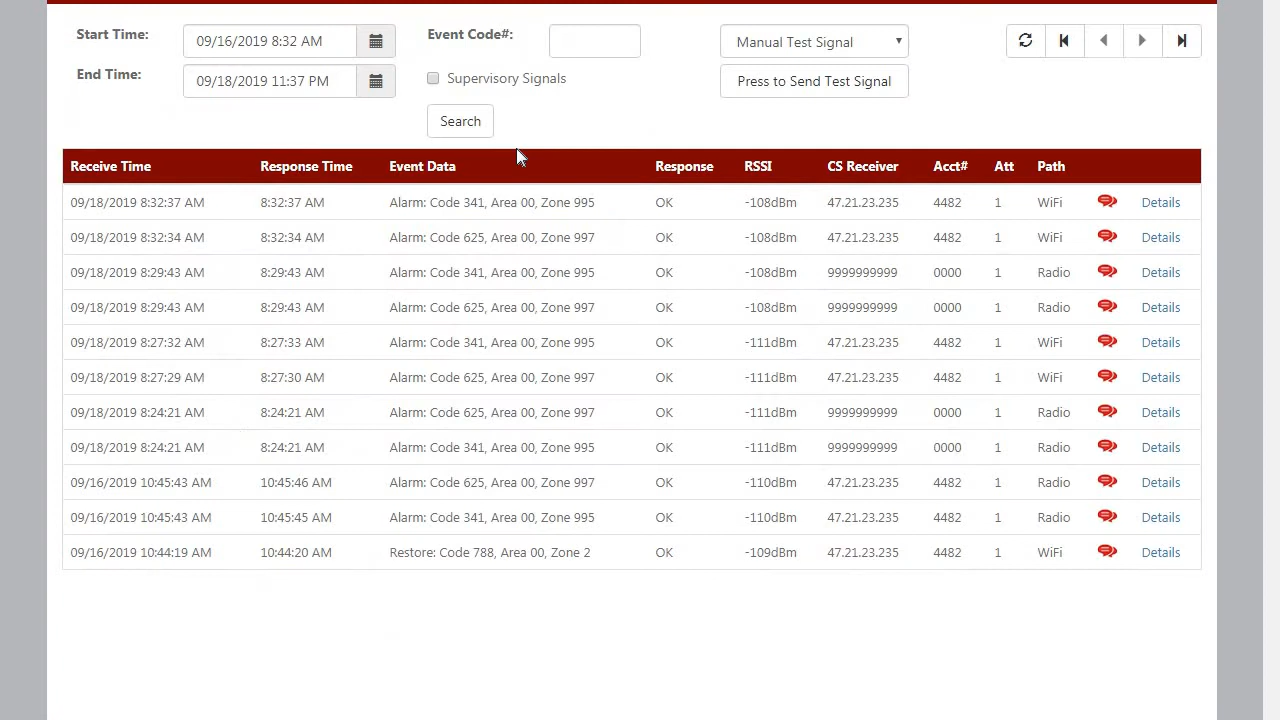 Start Time: 09/16/2019 8:32 AM Event Code#: Manual Test Signal
End Time: 09/18/2019 11:37 PM Supervisory Signals Press to Send Test Signal
Search
Receive Time Response Time Event Data Response RSSI CS Receiver Acct# Att Path
09/18/2019 8:32:37 AM 8:32:37 AM Alarm: Code 341, Area 00, Zone 995 OK -108dBm 47.21.23.235 4482 1 WiFi Details
09/18/2019 8:32:34 AM 8:32:34 AM Alarm: Code 625, Area 00, Zone 997 OK -108dBm 47.21.23.235 4482 1 WiFi Details
09/18/2019 8:29:43 AM 8:29:43 AM Alarm: Code 341, Area 00, Zone 995 OK -108dBm 9999999999 0000 1 Radio Details
09/18/2019 8:29:43 AM 8:29:43 AM Alarm: Code 625, Area 00, Zone 997 OK -108dBm 9999999999 0000 1 Radio Details
09/18/2019 8:27:32 AM 8:27:33 AM Alarm: Code 341, Area 00, Zone 995 OK -111dBm 47.21.23.235 4482 1 WiFi Details
09/18/2019 8:27:29 AM 8:27:30 AM Alarm: Code 625, Area 00, Zone 997 OK -111dBm 47.21.23.235 4482 1 WiFi Details
09/18/2019 8:24:21 AM 8:24:21 AM Alarm: Code 625, Area 00, Zone 997 OK -111dBm 9999999999 0000 1 Radio Details
09/18/2019 8:24:21 AM 8:24:21 AM Alarm: Code 341, Area 00, Zone 995 OK -111dBm 9999999999 0000 1 Radio Details
09/16/2019 10:45:43 AM 10:45:46 AM Alarm: Code 625, Area 00, Zone 997 OK -110dBm 47.21.23.235 4482 1 Radio Details
09/16/2019 10:45:43 AM 10:45:45 AM Alarm: Code 341, Area 00, Zone 995 OK -110dBm 47.21.23.235 4482 1 Radio Details
09/16/2019 10:44:19 AM 10:44:20 AM Restore: Code 788, Area 00, Zone 2 OK -109dBm 47.21.23.235 4482 1 WiFi Details